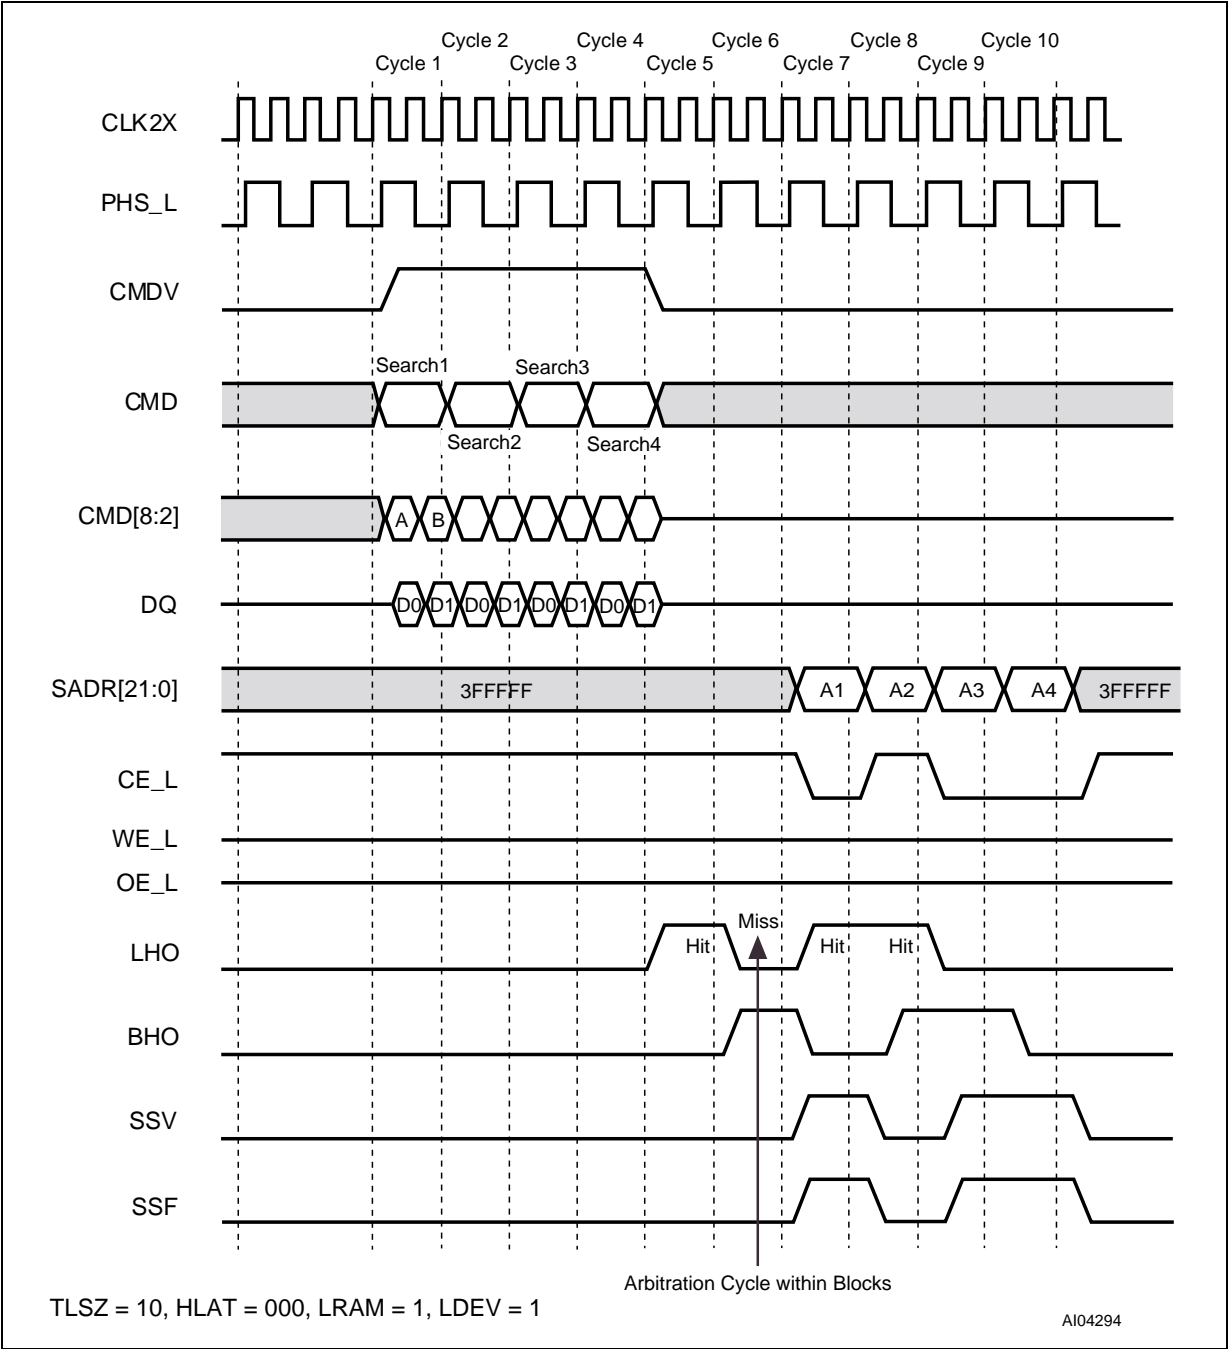 Cycle 2 Cycle 4 Cycle 6 Cycle 8 Cycle 10
Cycle 1 Cycle 3 Cycle 5 Cycle 7 Cycle 9
CLK2X
PHS_L
CMDV
Search1 Search3
CMD
Search2 Search4
CMD[8:2] A B
DQ D0 D1 D0 D1 D0 D1 D0 D1
SADR[21:0] 3FFFFF A1 A2 A3 A4 3FFFFF
CE_L
WE_L
OE_L
Miss
LHO Hit Hit Hit
BHO
SSV
SSF
Arbitration Cycle within Blocks
TLSZ = 10, HLAT = 000, LRAM = 1, LDEV = 1
AI04294